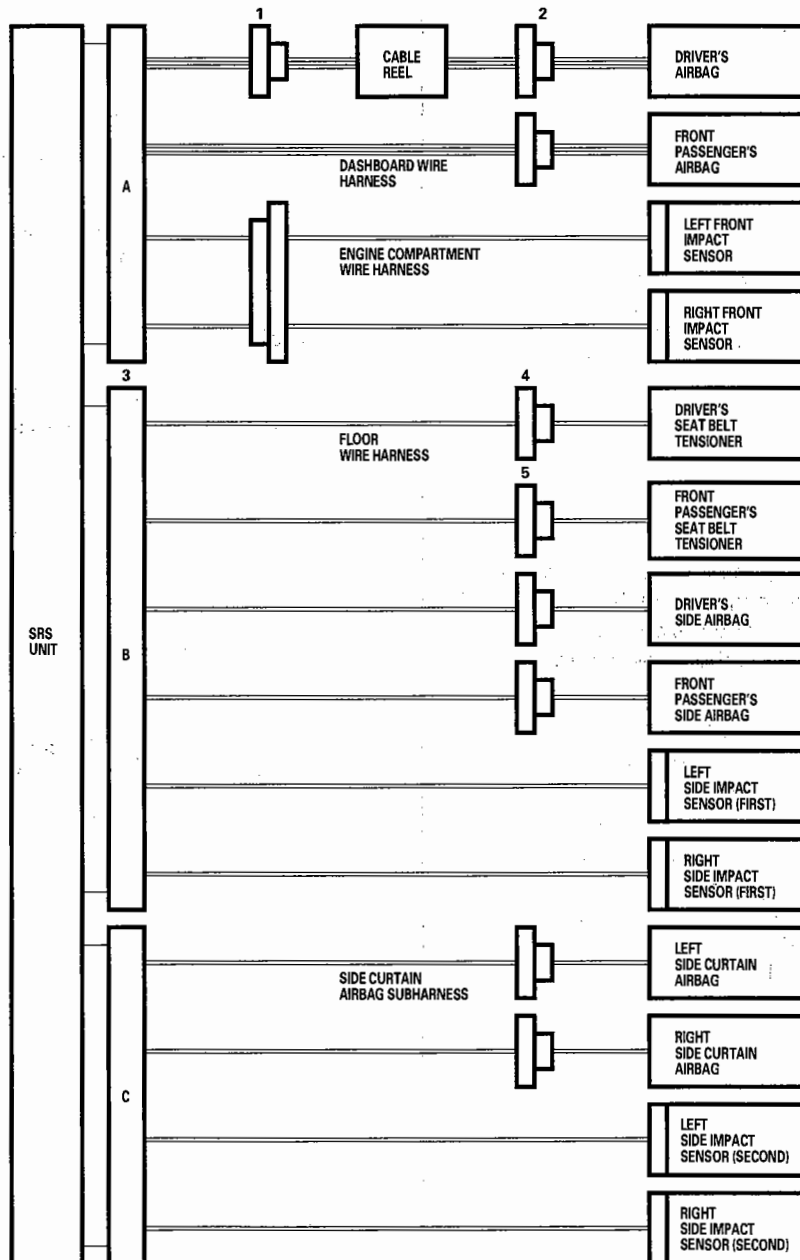 1
2
CABLE
REEL
DRIVER'S
AIRBAG
FRONT
PASSENGER'S
AIRBAG
DASHBOARD WIRE
HARNESS
A
LEFT FRONT
IMPACT
SENSOR
ENGINE COMPARTMENT
WIRE HARNESS
RIGHT FRONT
IMPACT
SENSOR
3
4
DRIVER'S
SEAT BELT
TENSIONER
FLOOR
WIRE HARNESS
5
FRONT
PASSENGER'S
SEAT BELT
TENSIONER
DRIVER'S
SIDE AIRBAG
SRS
UNIT
B
FRONT
PASSENGER'S
SIDE AIRBAG
LEFT
SIDE IMPACT
SENSOR (FIRST)
RIGHT
SIDE IMPACT
SENSOR (FIRST)
LEFT
SIDE CURTAIN
AIRBAG
SIDE CURTAIN
AIRBAG SUBHARNESS
RIGHT
SIDE CURTAIN
AIRBAG
C
LEFT
SIDE IMPACT
SENSOR (SECOND)
RIGHT
SIDE IMPACT
SENSOR (SECOND)